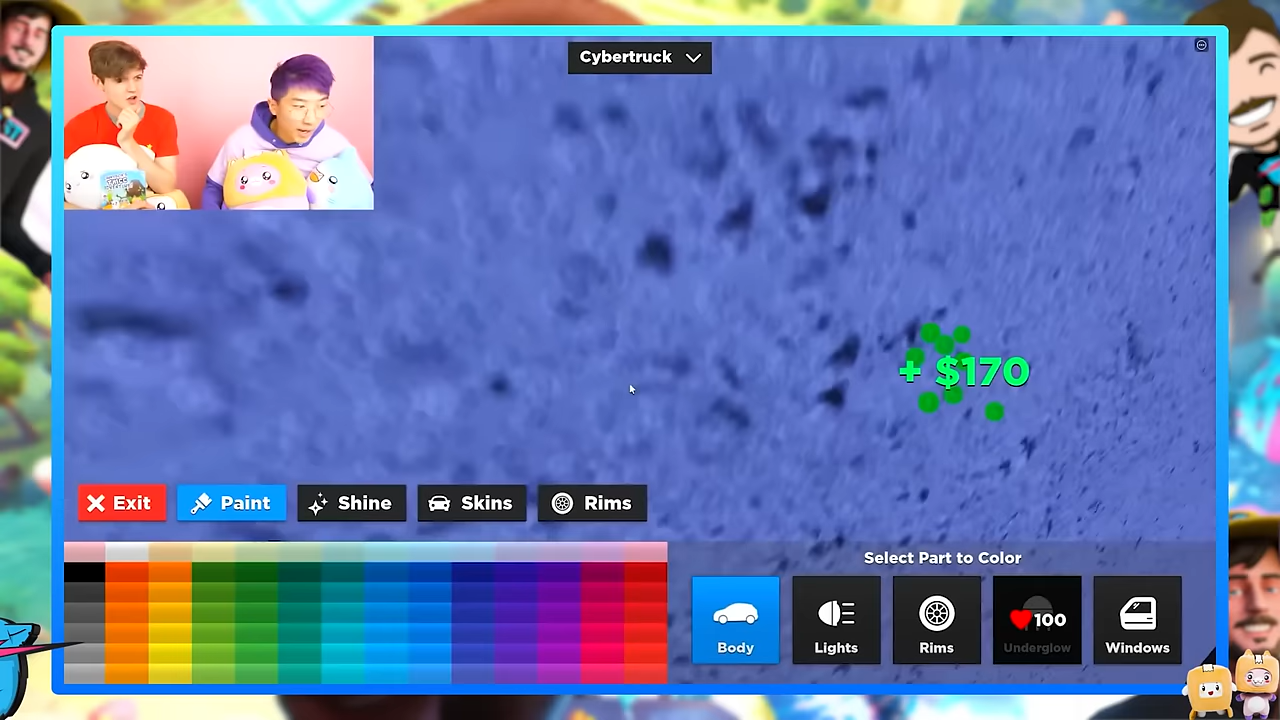 Cybertruck
+ $170
Exit
Paint
Shine
Skins
Rims
Select Part to Color
Body
Lights
Rims
100
Underglow
Windows